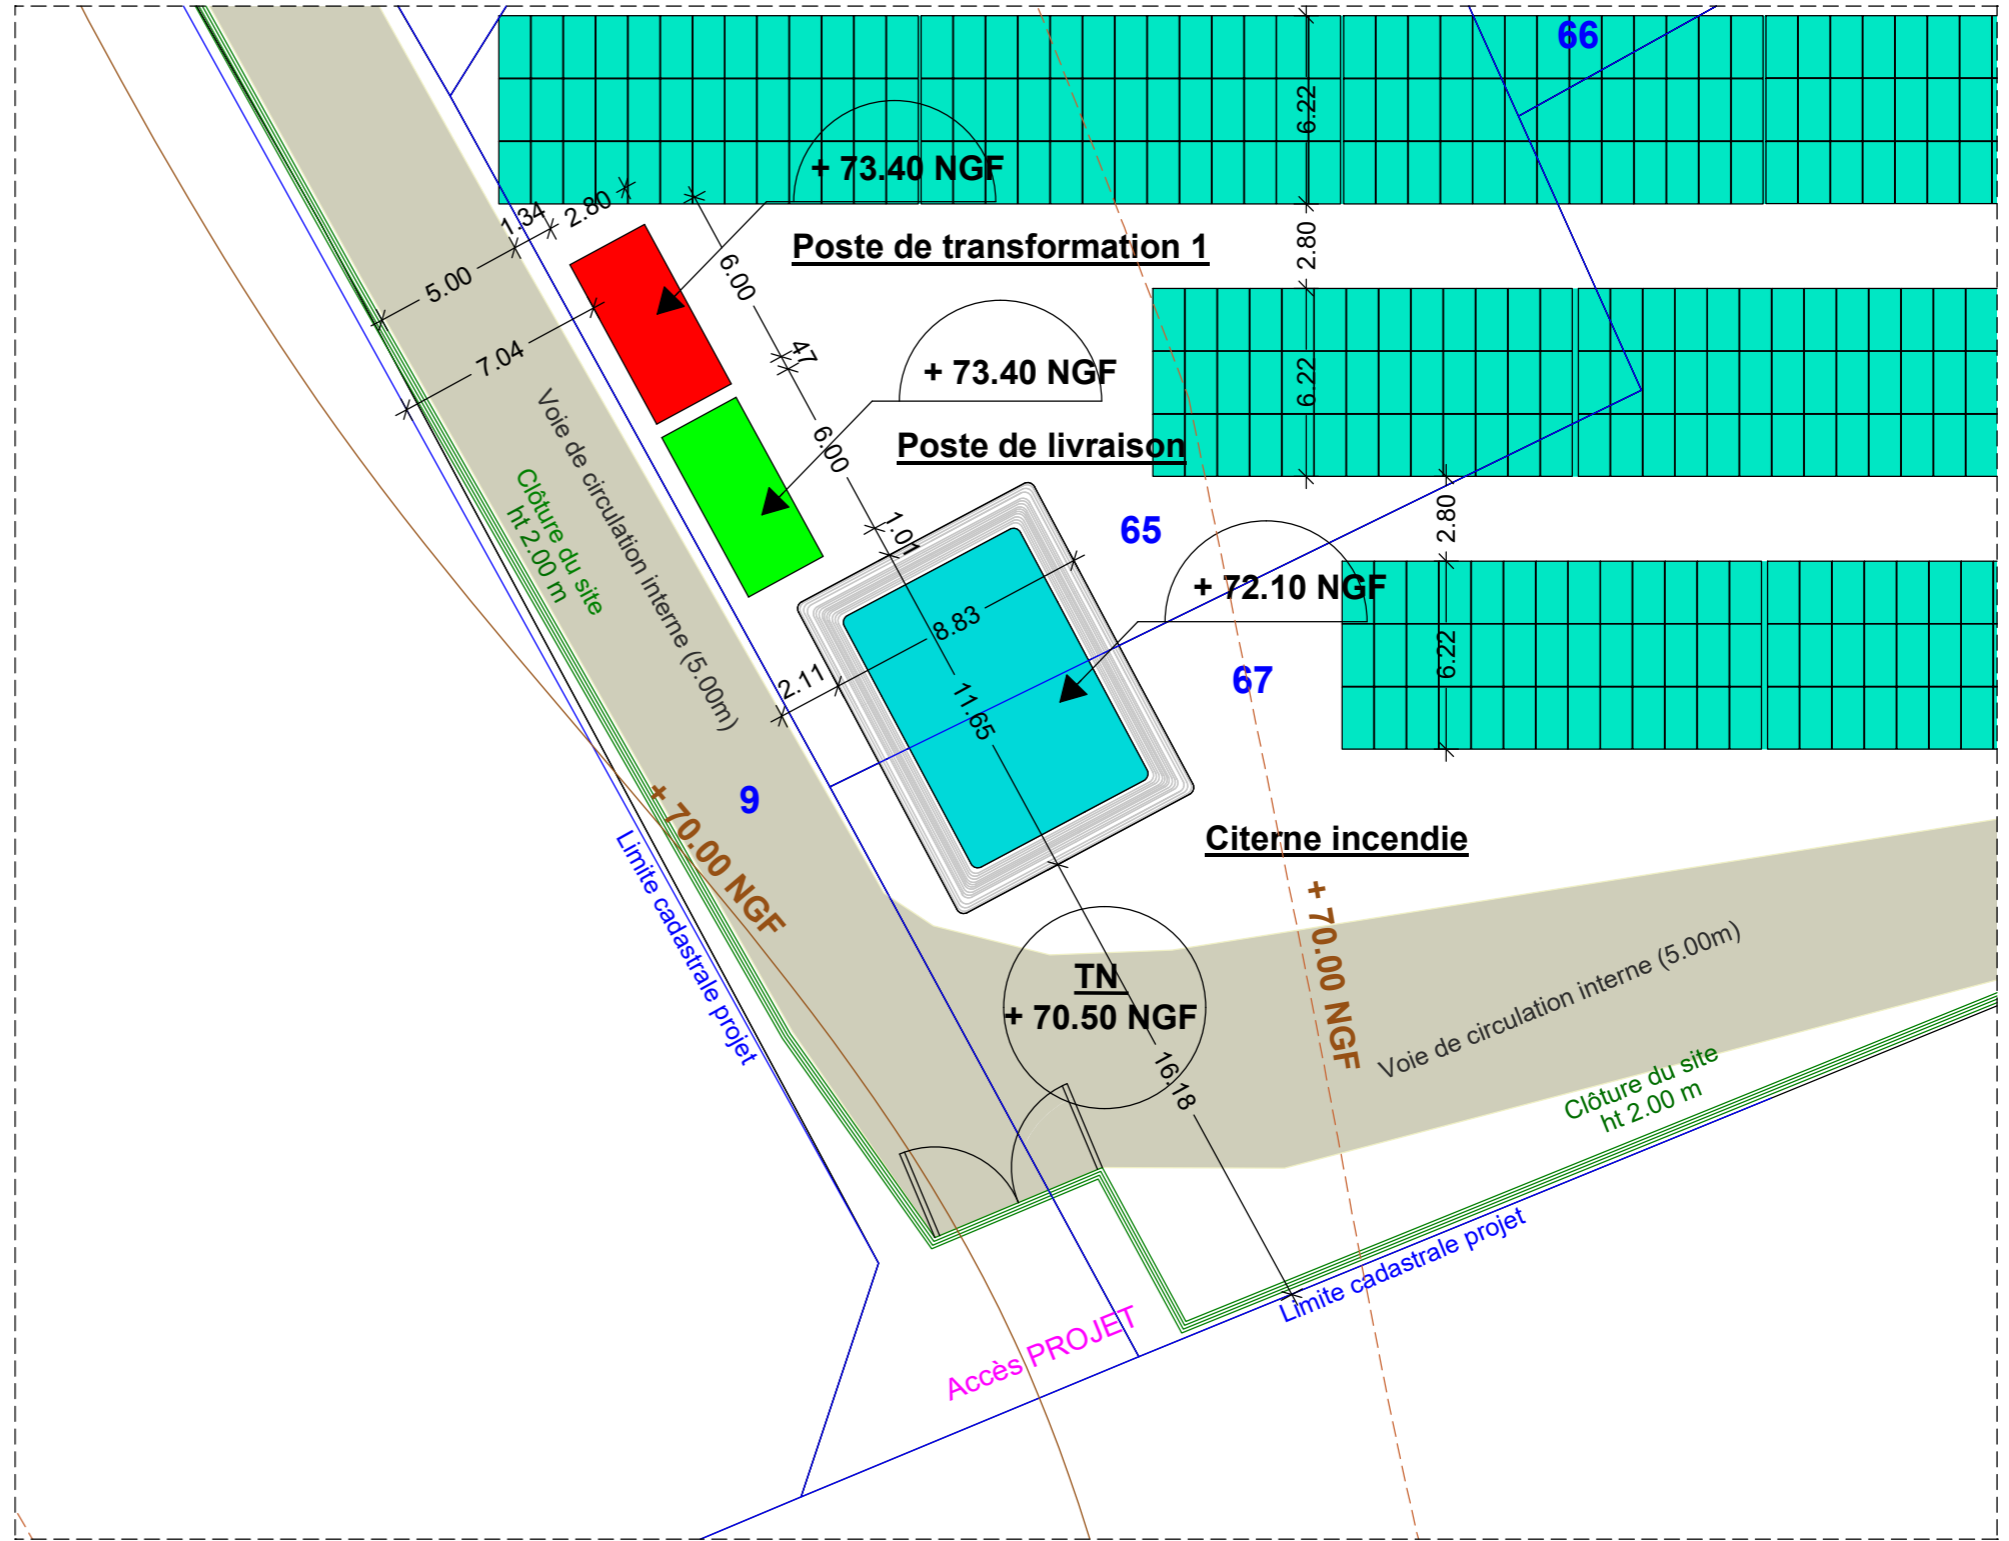 66
6.22
+ 73.40 NGF
1.34
2.80
Poste de transformation 1
2.80
5.00
6.00
7.04
47
+ 73.40 NGF
6.22
Voie de circulation interne (5.00m)
6.00
Poste de livraison
Clôture du site
ht 2.00 m
1.01
65
2.80
+ 72.10 NGF
8.83
2.11
67
6.22
11.65
9
+ 70.00 NGF
Limite cadastrale projet
Citerne incendie
+ 70.00 NGF
TN
+ 70.50 NGF
Voie de circulation interne (5.00m)
16.18
Clôture du site
ht 2.00 m
Limite cadastrale projet
Accès PROJET